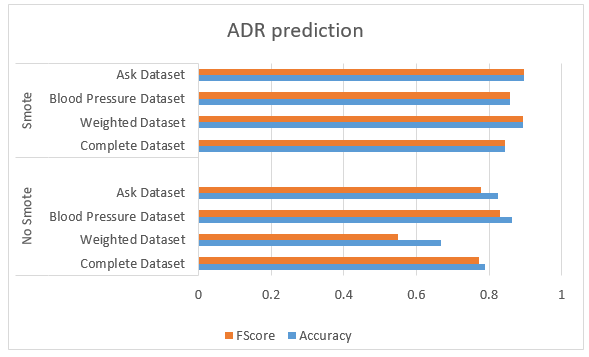 ADR prediction
Smote
Ask Dataset
Blood Pressure Dataset
Weighted Dataset
Complete Dataset
No Smote
Ask Dataset
Blood Pressure Dataset
Weighted Dataset
Complete Dataset
0 0.2 0.4 0.6 0.8 1
FScore Accuracy